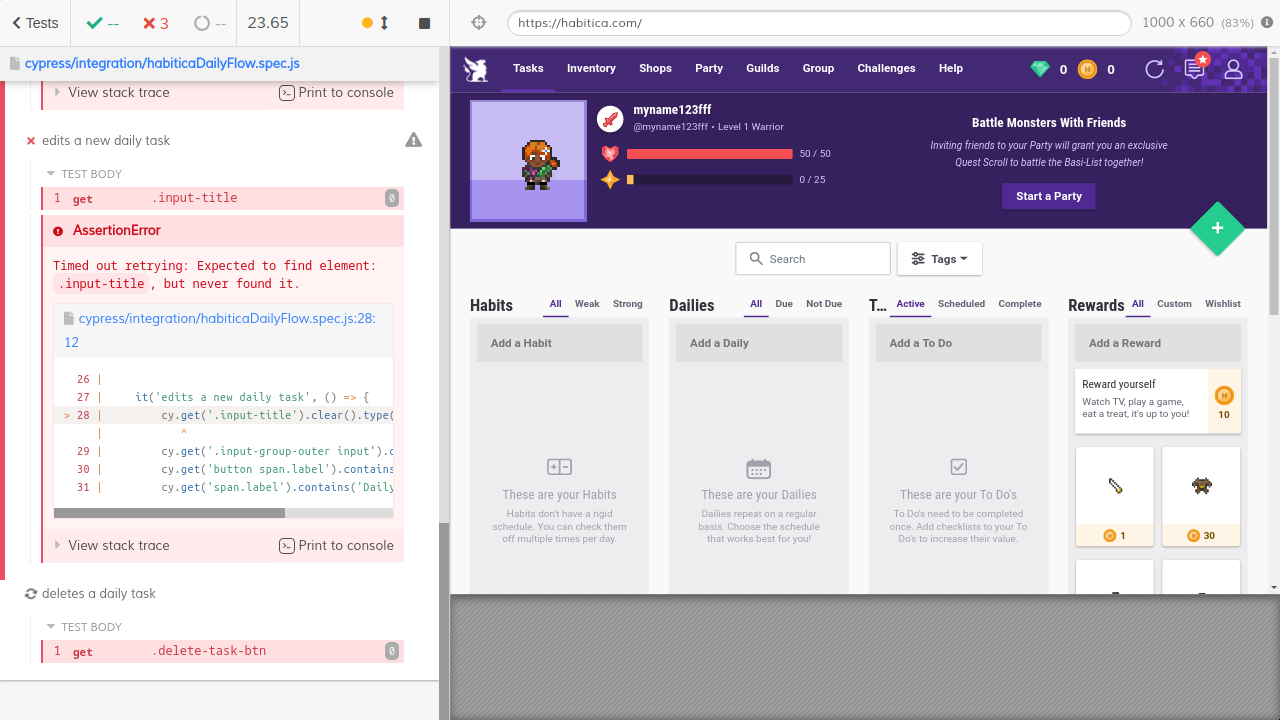 Tests
--
3
--
23.65
https://habitica.com/
1000 x 660 (83%)
cypress/integration/habiticaDailyFlow.spec.js
View stack trace
Print to console
edits a new daily task
TEST BODY
1 get .input-title 0
AssertionError
Timed out retrying: Expected to find element:
.input-title, but never found it.
cypress/integration/habiticaDailyFlow.spec.js:28:
12
26 |
27 | it('edits a new daily task', () => {
> 28 | cy.get('.input-title').clear().type(
| ^
29 | cy.get('.input-group-outer input').c
30 | cy.get('button span.label').contains
31 | cy.get('span.label').contains('Daily
View stack trace
Print to console
deletes a daily task
TEST BODY
1 get .delete-task-btn 0
Tasks Inventory Shops Party Guilds Group Challenges Help 0 0
myname123fff
@myname123fff • Level 1 Warrior
50 / 50
0 / 25
Battle Monsters With Friends
Inviting friends to your Party will grant you an exclusive
Quest Scroll to battle the Basi-List together!
Start a Party
+
Search
Tags
Habits All Weak Strong
Add a Habit
These are your Habits
Habits don't have a rigid
schedule. You can check them
off multiple times per day.
Dailies All Due Not Due
Add a Daily
These are your Dailies
Dailies repeat on a regular
basis. Choose the schedule
that works best for you!
T... Active Scheduled Complete
Add a To Do
These are your To Do's
To Do's need to be completed
once. Add checklists to your To
Do's to increase their value.
Rewards All Custom Wishlist
Add a Reward
Reward yourself
Watch TV, play a game,
eat a treat, it's up to you!
10
1
30